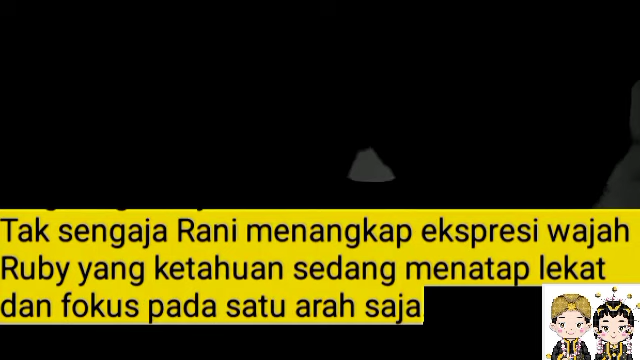 Tak sengaja Rani menangkap ekspresi wajah
Ruby yang ketahuan sedang menatap lekat
dan fokus pada satu arah saja